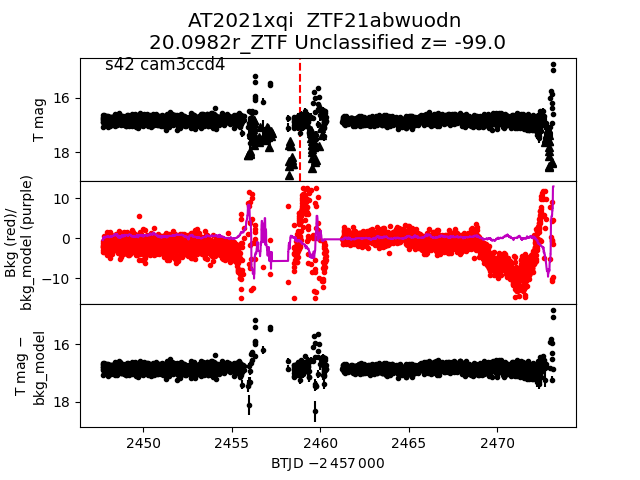 AT2021xqi ZTF21abwuodn
20.0982r_ZTF Unclassified z= -99.0
s42 cam3ccd4
T mag
16
18
Bkg (red)/
bkg_model (purple)
10
0
−10
T mag −
bkg_model
16
18
2450
2455
2460
2465
2470
BTJD −2 457 000